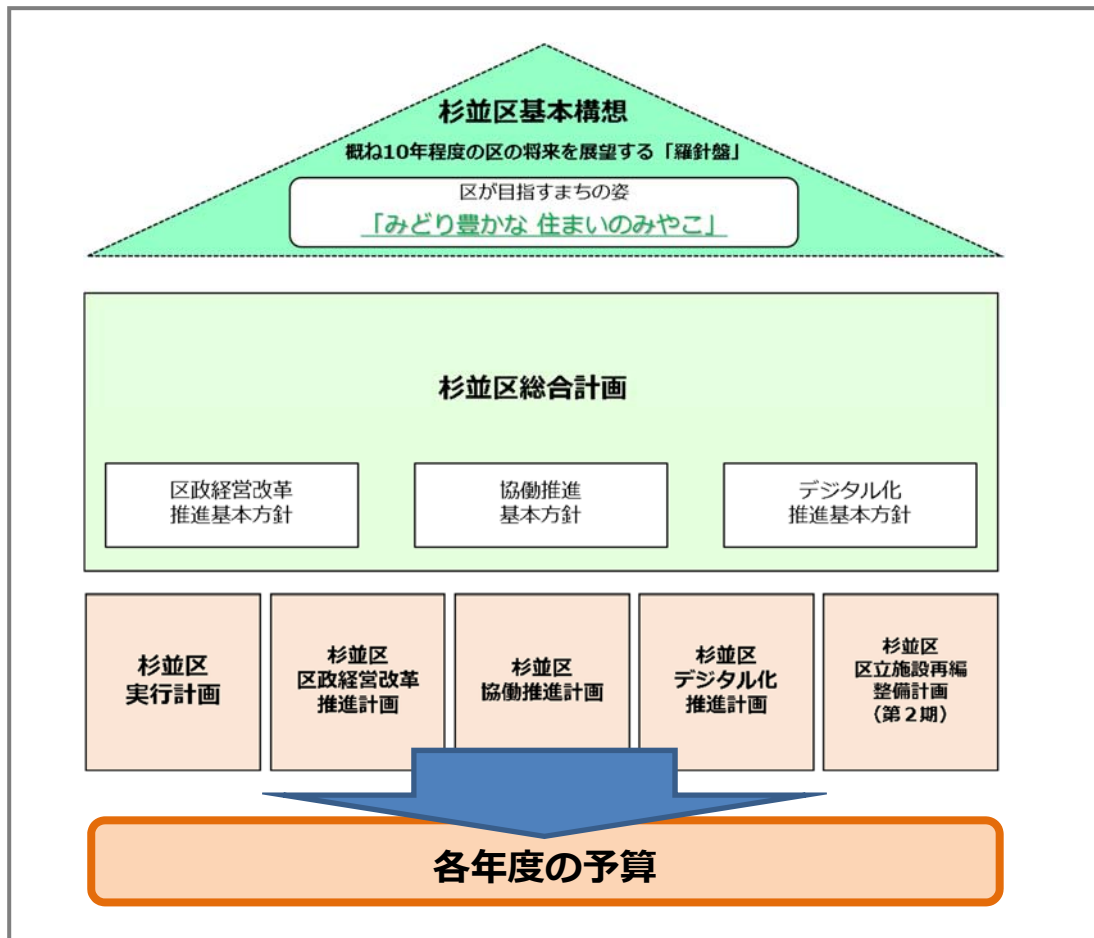 杉並区基本構想
概ね10年程度の区の将来を展望する「羅針盤」
区が目指すまちの姿
「みどり豊かな 住まいのみやこ」
杉並区総合計画
区政経営改革
推進基本方針
協働推進
基本方針
デジタル化
推進基本方針
杉並区
実行計画
杉並区
区政経営改革
推進計画
杉並区
協働推進計画
杉並区
デジタル化
推進計画
杉並区
区立施設再編
整備計画
（第２期）
各年度の予算